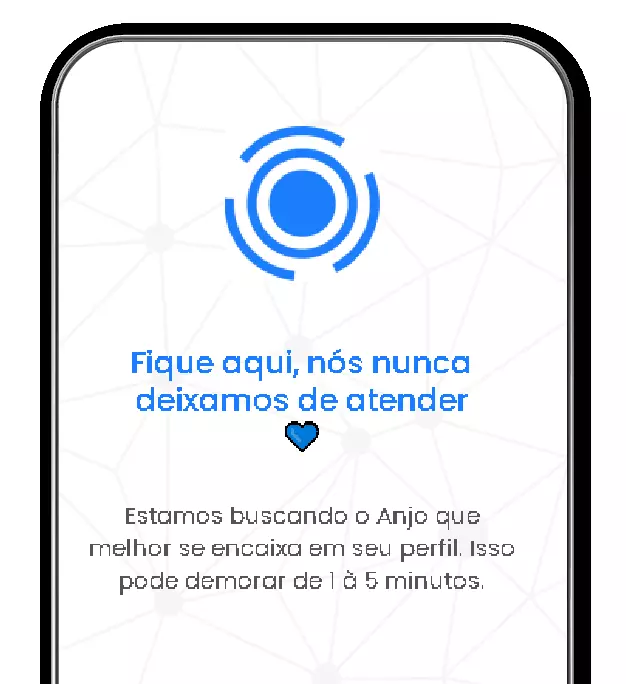 Fique aqui, nós nunca
deixamos de atender
💙
Estamos buscando o Anjo que
melhor se encaixa em seu perfil. Isso
pode demorar de 1 à 5 minutos.